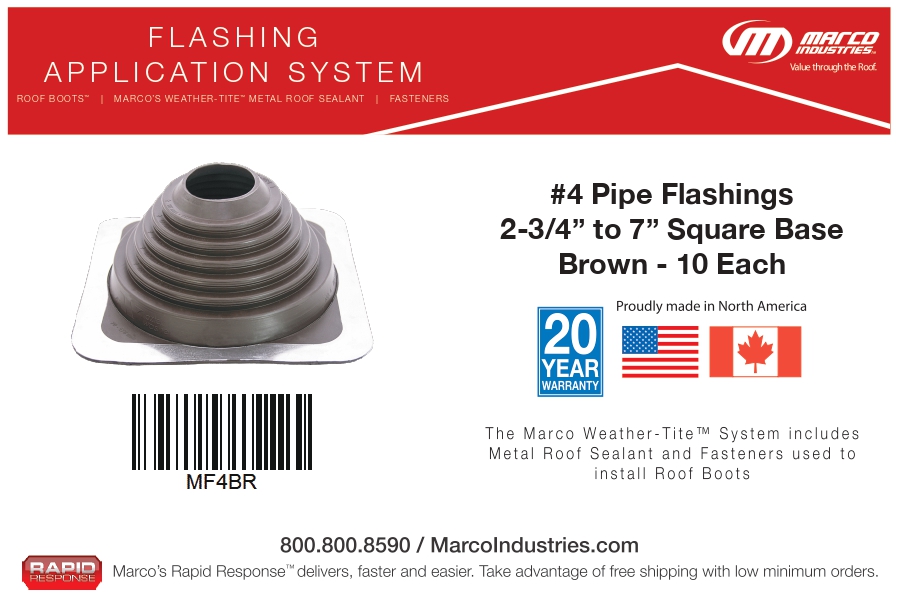 FLASHING
APPLICATION SYSTEM
ROOF BOOTS™ | MARCO'S WEATHER-TITE™ METAL ROOF SEALANT | FASTENERS
MARCO
INDUSTRIES™
Value through the Roof.
#4 Pipe Flashings
2-3/4” to 7” Square Base
Brown - 10 Each
Proudly made in North America
20
YEAR
WARRANTY
MF4BR
The Marco Weather-Tite™ System includes
Metal Roof Sealant and Fasteners used to
install Roof Boots
800.800.8590 / MarcoIndustries.com
RAPID
RESPONSE
Marco's Rapid Response™ delivers, faster and easier. Take advantage of free shipping with low minimum orders.